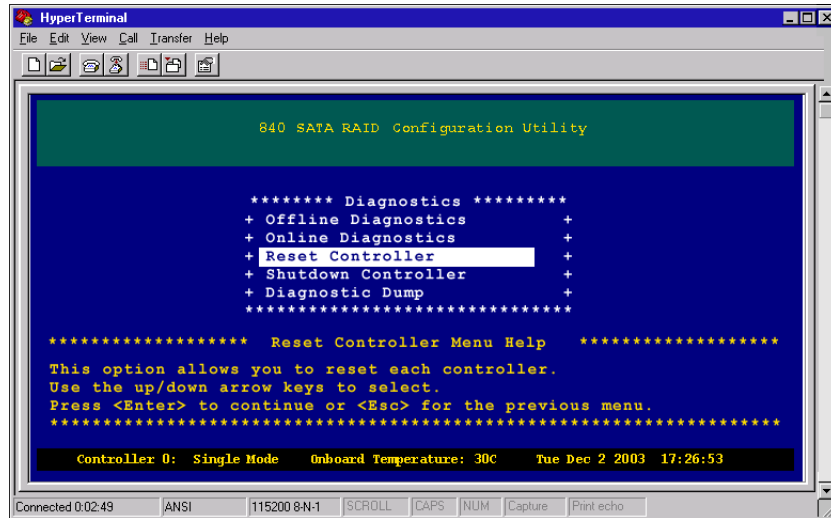 HyperTerminal
File Edit View Call Transfer Help
840 SATA RAID Configuration Utility
******** Diagnostics *********
+ Offline Diagnostics +
+ Online Diagnostics +
+ Reset Controller +
+ Shutdown Controller +
+ Diagnostic Dump +
*********************************
******************* Reset Controller Menu Help *******************
This option allows you to reset each controller.
Use the up/down arrow keys to select.
Press <Enter> to continue or <Esc> for the previous menu.
**********************************************************************
Controller 0: Single Mode Onboard Temperature: 30C Tue Dec 2 2003 17:26:53
Connected 0:02:49 ANSI 115200 8-N-1 SCROLL CAPS NUM Capture Print echo